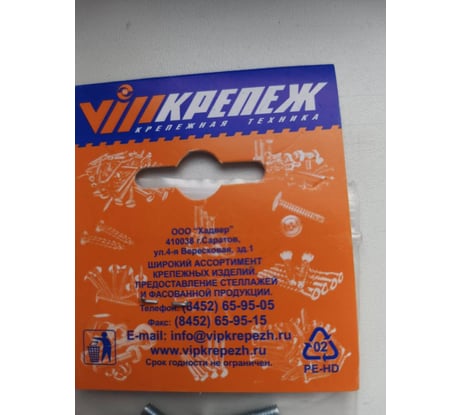 VIПКРЕПЕЖ
КРЕПЕЖНАЯ ТЕХНИКА
ООО "Хадвер"
410038 г.Саратов,
ул.4-я Вересковая, зд.1
ШИРОКИЙ АССОРТИМЕНТ
КРЕПЕЖНЫХ ИЗДЕЛИЙ.
ПРЕДОСТАВЛЕНИЕ СТЕЛЛАЖЕЙ
И ФАСОВАННОЙ ПРОДУКЦИИ.
Телефон: (8452) 65-95-05
Факс: (8452) 65-95-15
E-mail: info@vipkrepezh.ru
www.vipkrepezh.ru
Срок годности не ограничен.
02
PE-HD